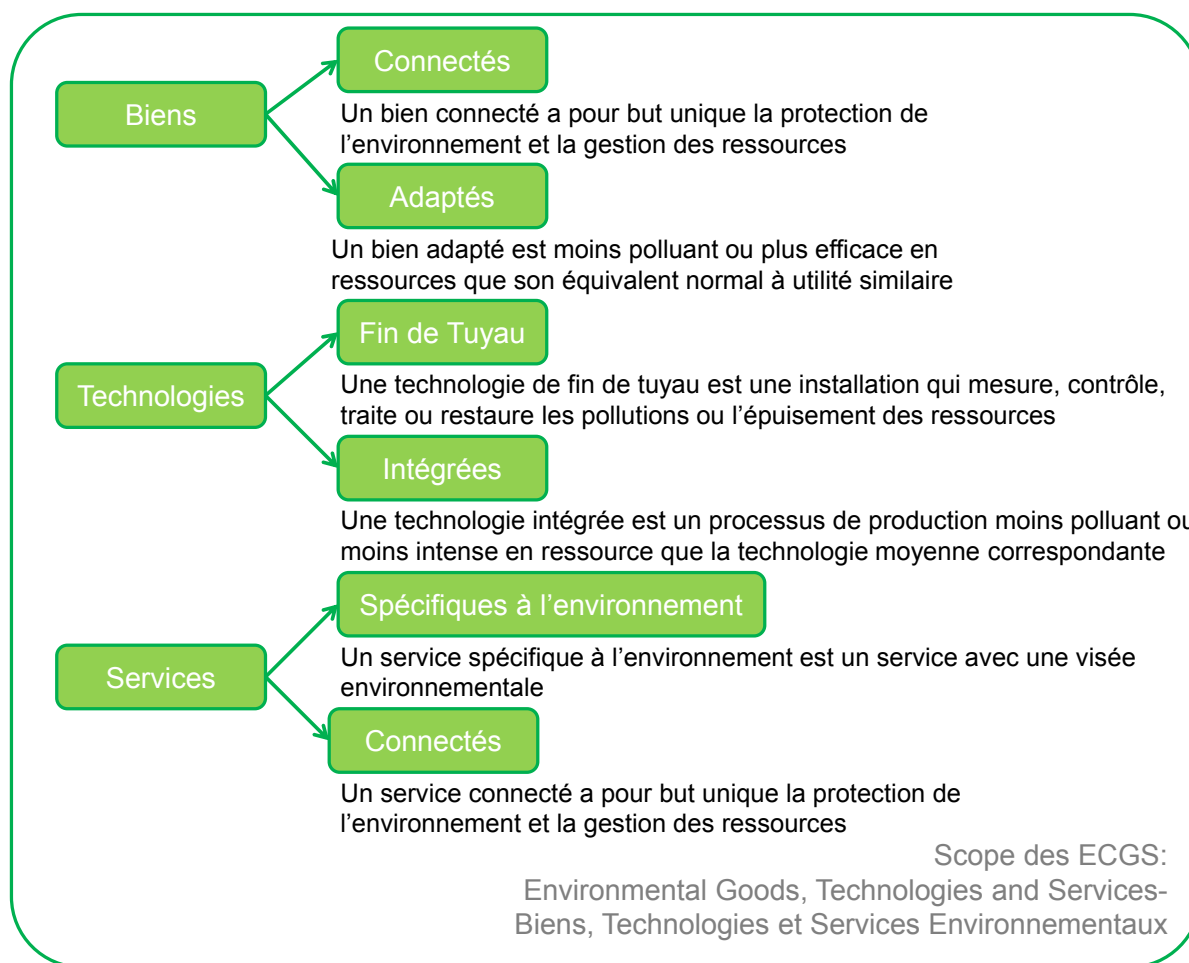 Connectés
Biens
Un bien connecté a pour but unique la protection de
l’environnement et la gestion des ressources
Adaptés
Un bien adapté est moins polluant ou plus efficace en
ressources que son équivalent normal à utilité similaire
Fin de Tuyau
Technologies
Une technologie de fin de tuyau est une installation qui mesure, contrôle,
traite ou restaure les pollutions ou l’épuisement des ressources
Intégrées
Une technologie intégrée est un processus de production moins polluant ou
moins intense en ressource que la technologie moyenne correspondante
Spécifiques à l’environnement
Services
Un service spécifique à l’environnement est un service avec une visée
environnementale
Connectés
Un service connecté a pour but unique la protection de
l’environnement et la gestion des ressources
Scope des ECGS:
Environmental Goods, Technologies and Services-
Biens, Technologies et Services Environnementaux